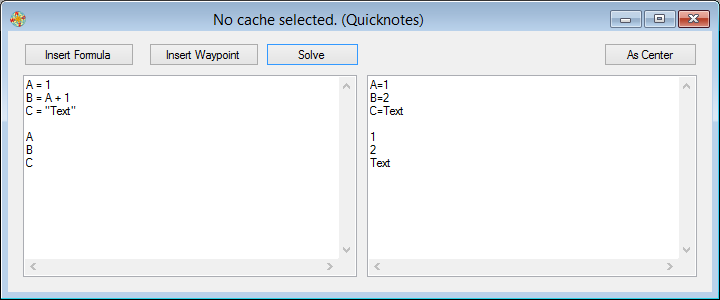 No cache selected. (Quicknotes)
Insert Formula Insert Waypoint Solve As Center
A = 1
B = A + 1
C = "Text"
A
B
C
A=1
B=2
C=Text
1
2
Text